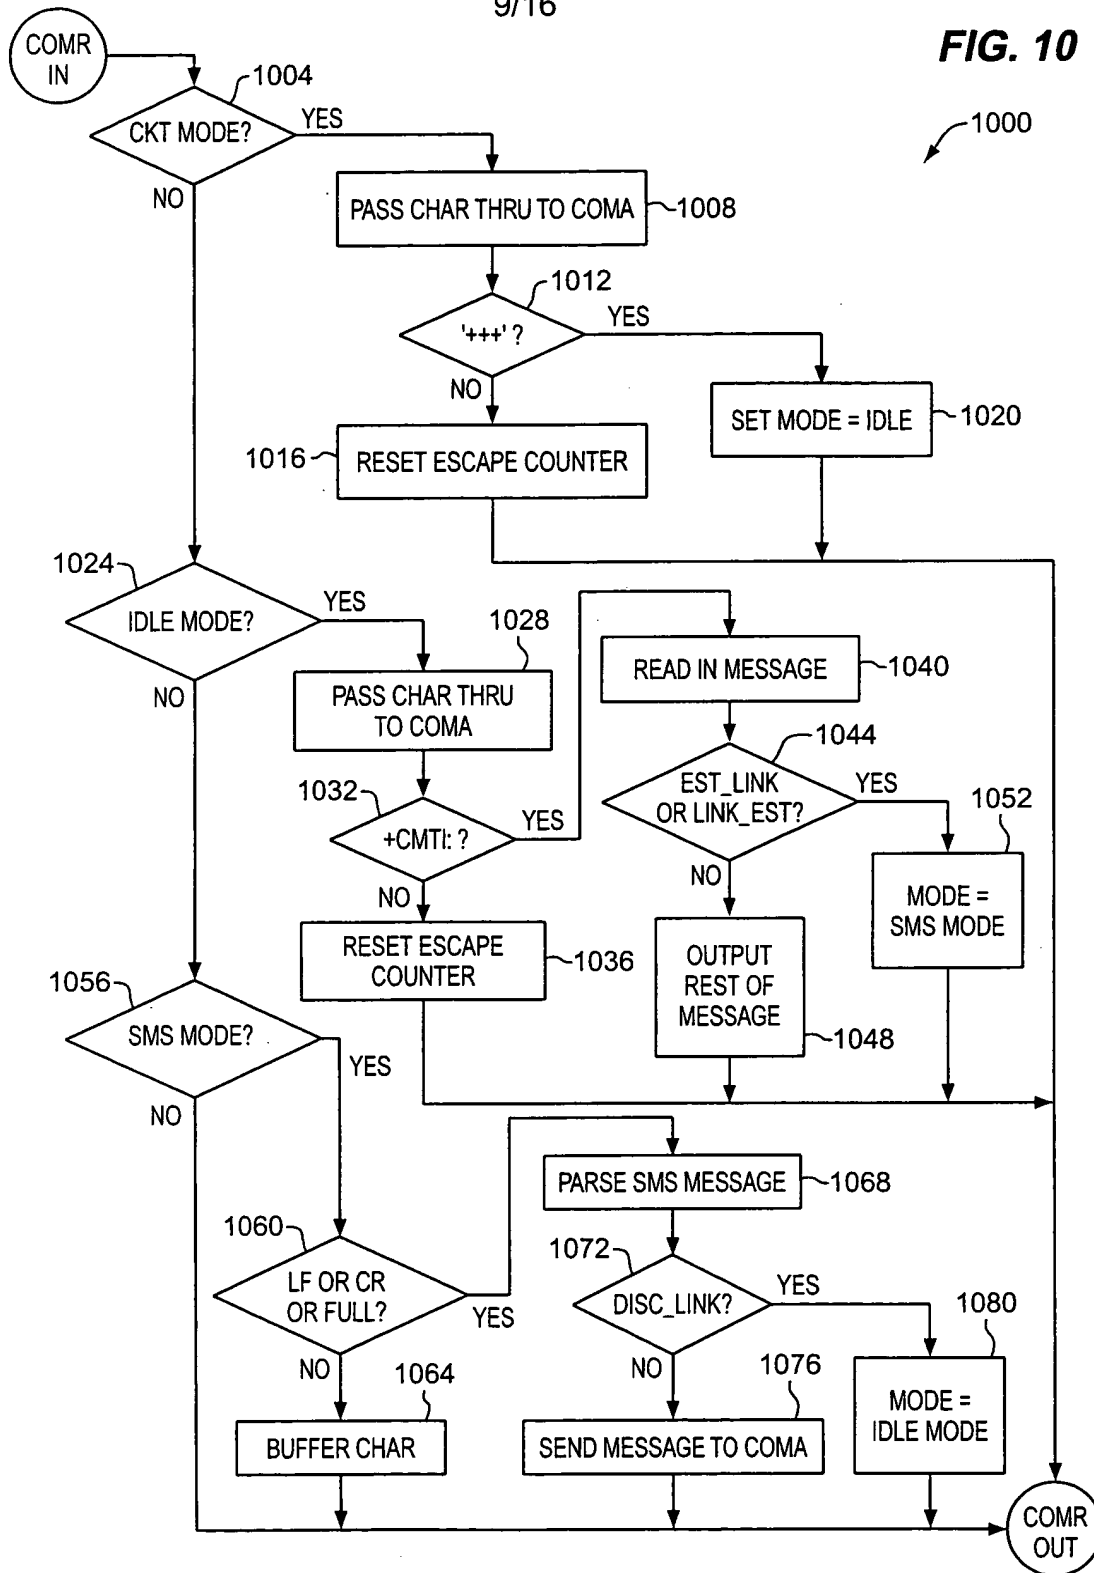 9/16
FIG. 10
COMR
IN
1004
CKT MODE?
YES
NO
1000
PASS CHAR THRU TO COMA
1008
1012
'+++' ?
YES
NO
SET MODE = IDLE
1020
1016
RESET ESCAPE COUNTER
1024
IDLE MODE?
YES
NO
1028
PASS CHAR THRU
TO COMA
READ IN MESSAGE
1040
1032
+CMTI: ?
YES
NO
1044
EST_LINK
OR LINK_EST?
YES
NO
1052
MODE =
SMS MODE
RESET ESCAPE
COUNTER
1036
OUTPUT
REST OF
MESSAGE
1048
1056
SMS MODE?
YES
NO
PARSE SMS MESSAGE
1068
1060
LF OR CR
OR FULL?
YES
NO
1072
DISC_LINK?
YES
NO
1080
MODE =
IDLE MODE
1064
BUFFER CHAR
1076
SEND MESSAGE TO COMA
COMR
OUT